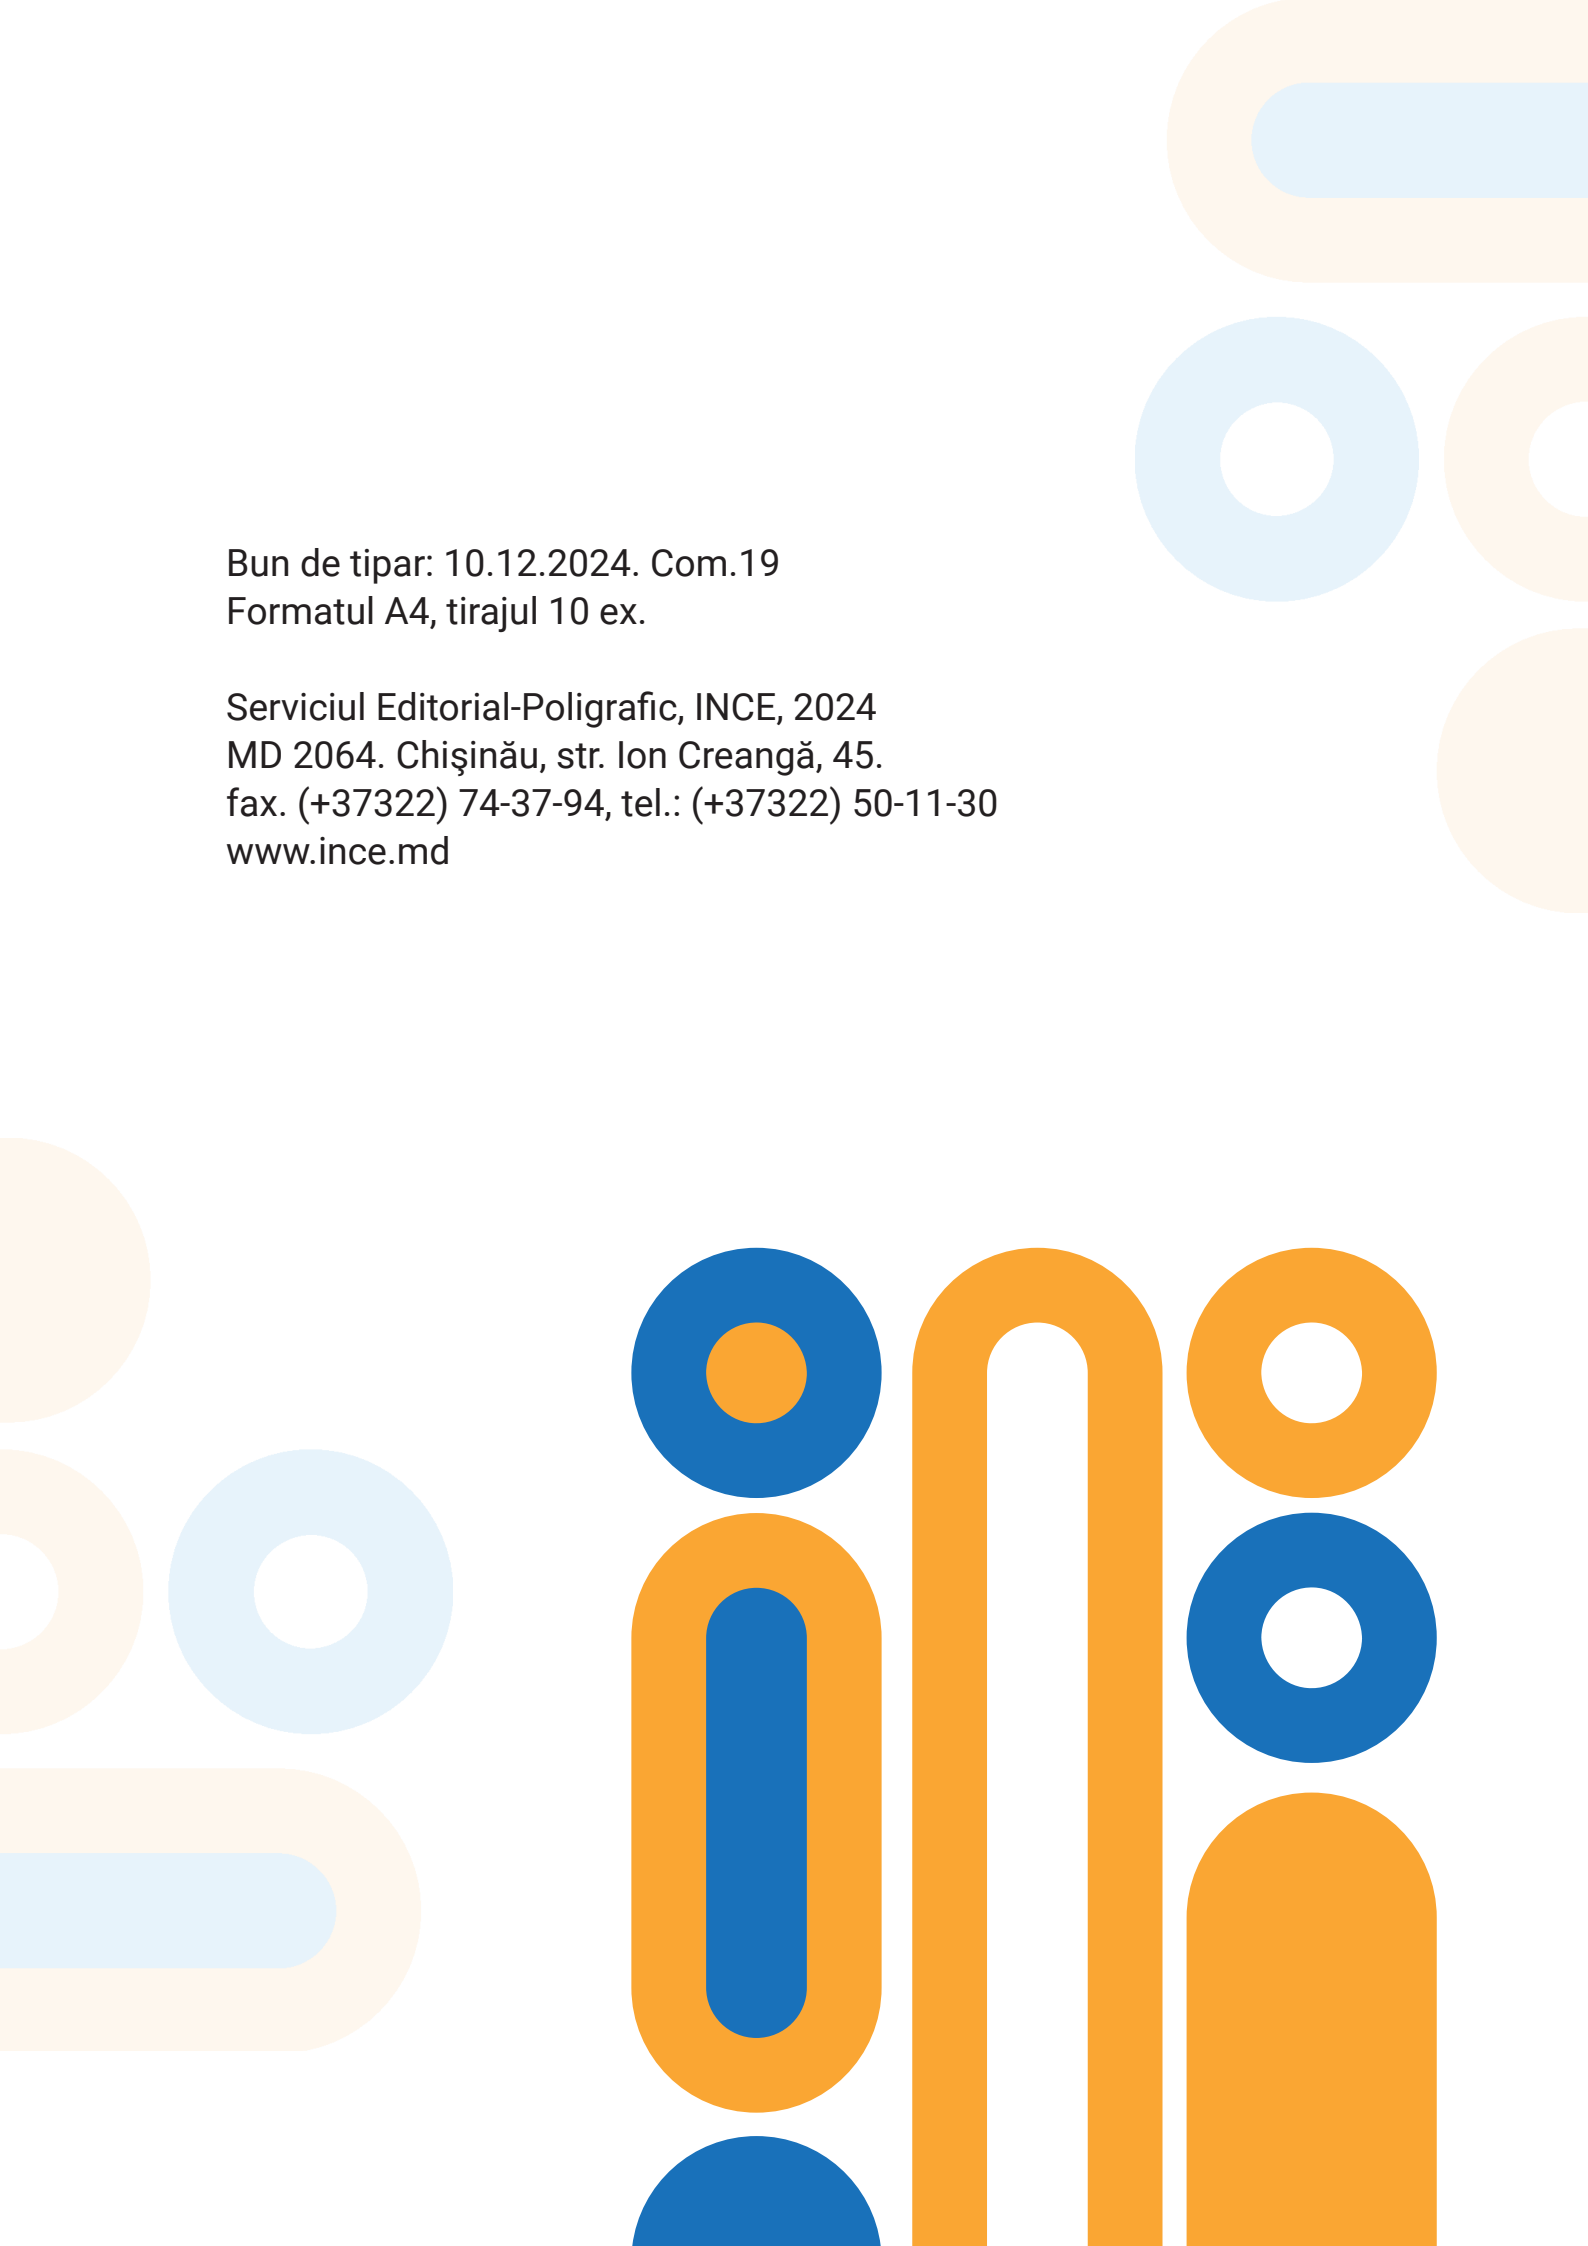 Bun de tipar: 10.12.2024. Com.19
Formatul A4, tirajul 10 ex.
Serviciul Editorial-Poligrafic, INCE, 2024
MD 2064. Chişinău, str. Ion Creangă, 45.
fax. (+37322) 74-37-94, tel.: (+37322) 50-11-30
www.ince.md